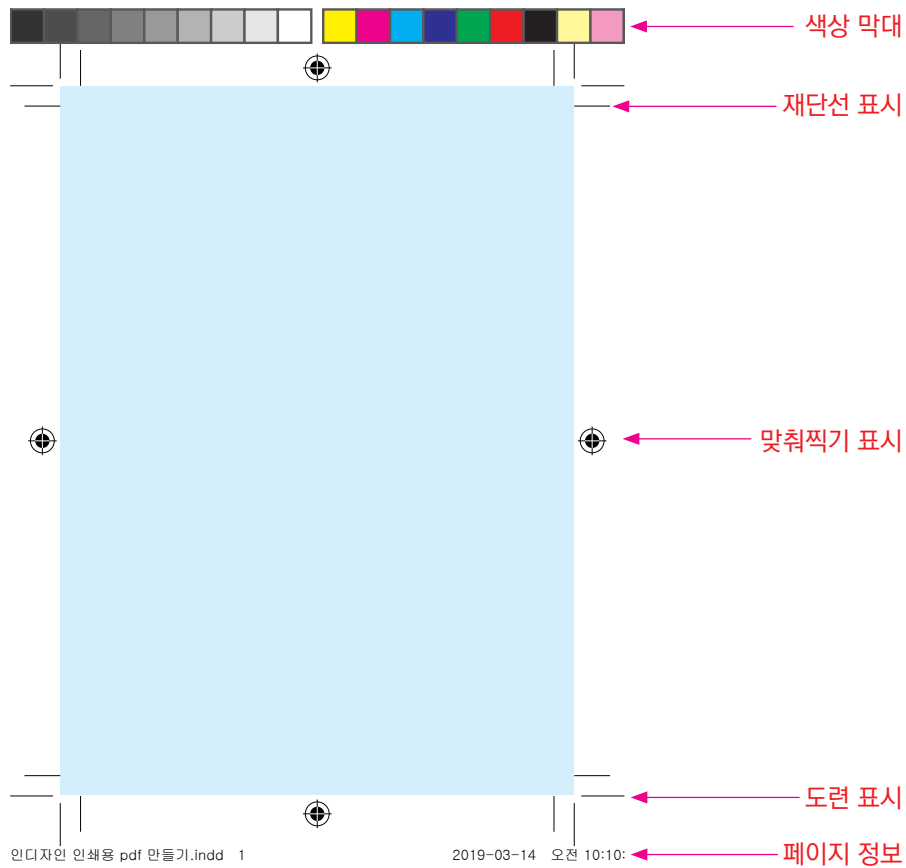 색상 막대
재단선 표시
맞춰찍기 표시
도련 표시
인디자인 인쇄용 pdf 만들기.indd 1 2019-03-14 오전 10:10:
페이지 정보